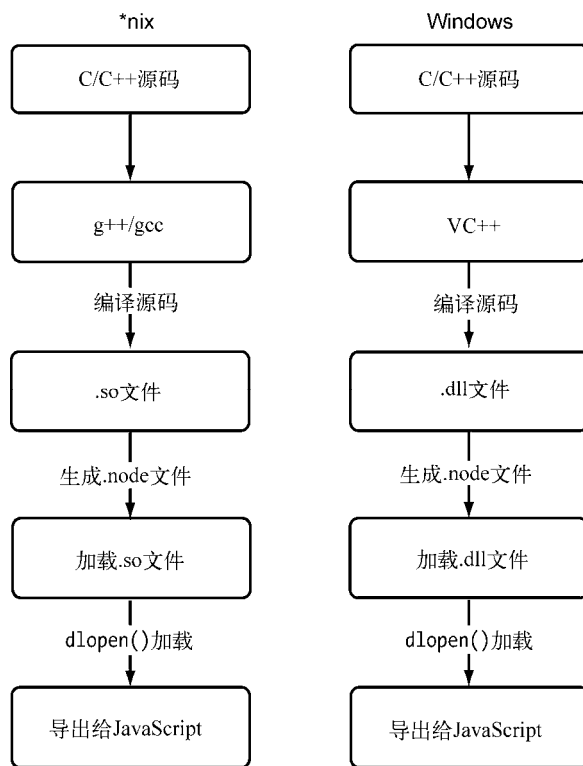 *nix
C/C++源码
g++/gcc
编译源码
.so文件
生成.node文件
加载.so文件
dlopen()加载
导出给JavaScript
Windows
C/C++源码
VC++
编译源码
.dll文件
生成.node文件
加载.dll文件
dlopen()加载
导出给JavaScript